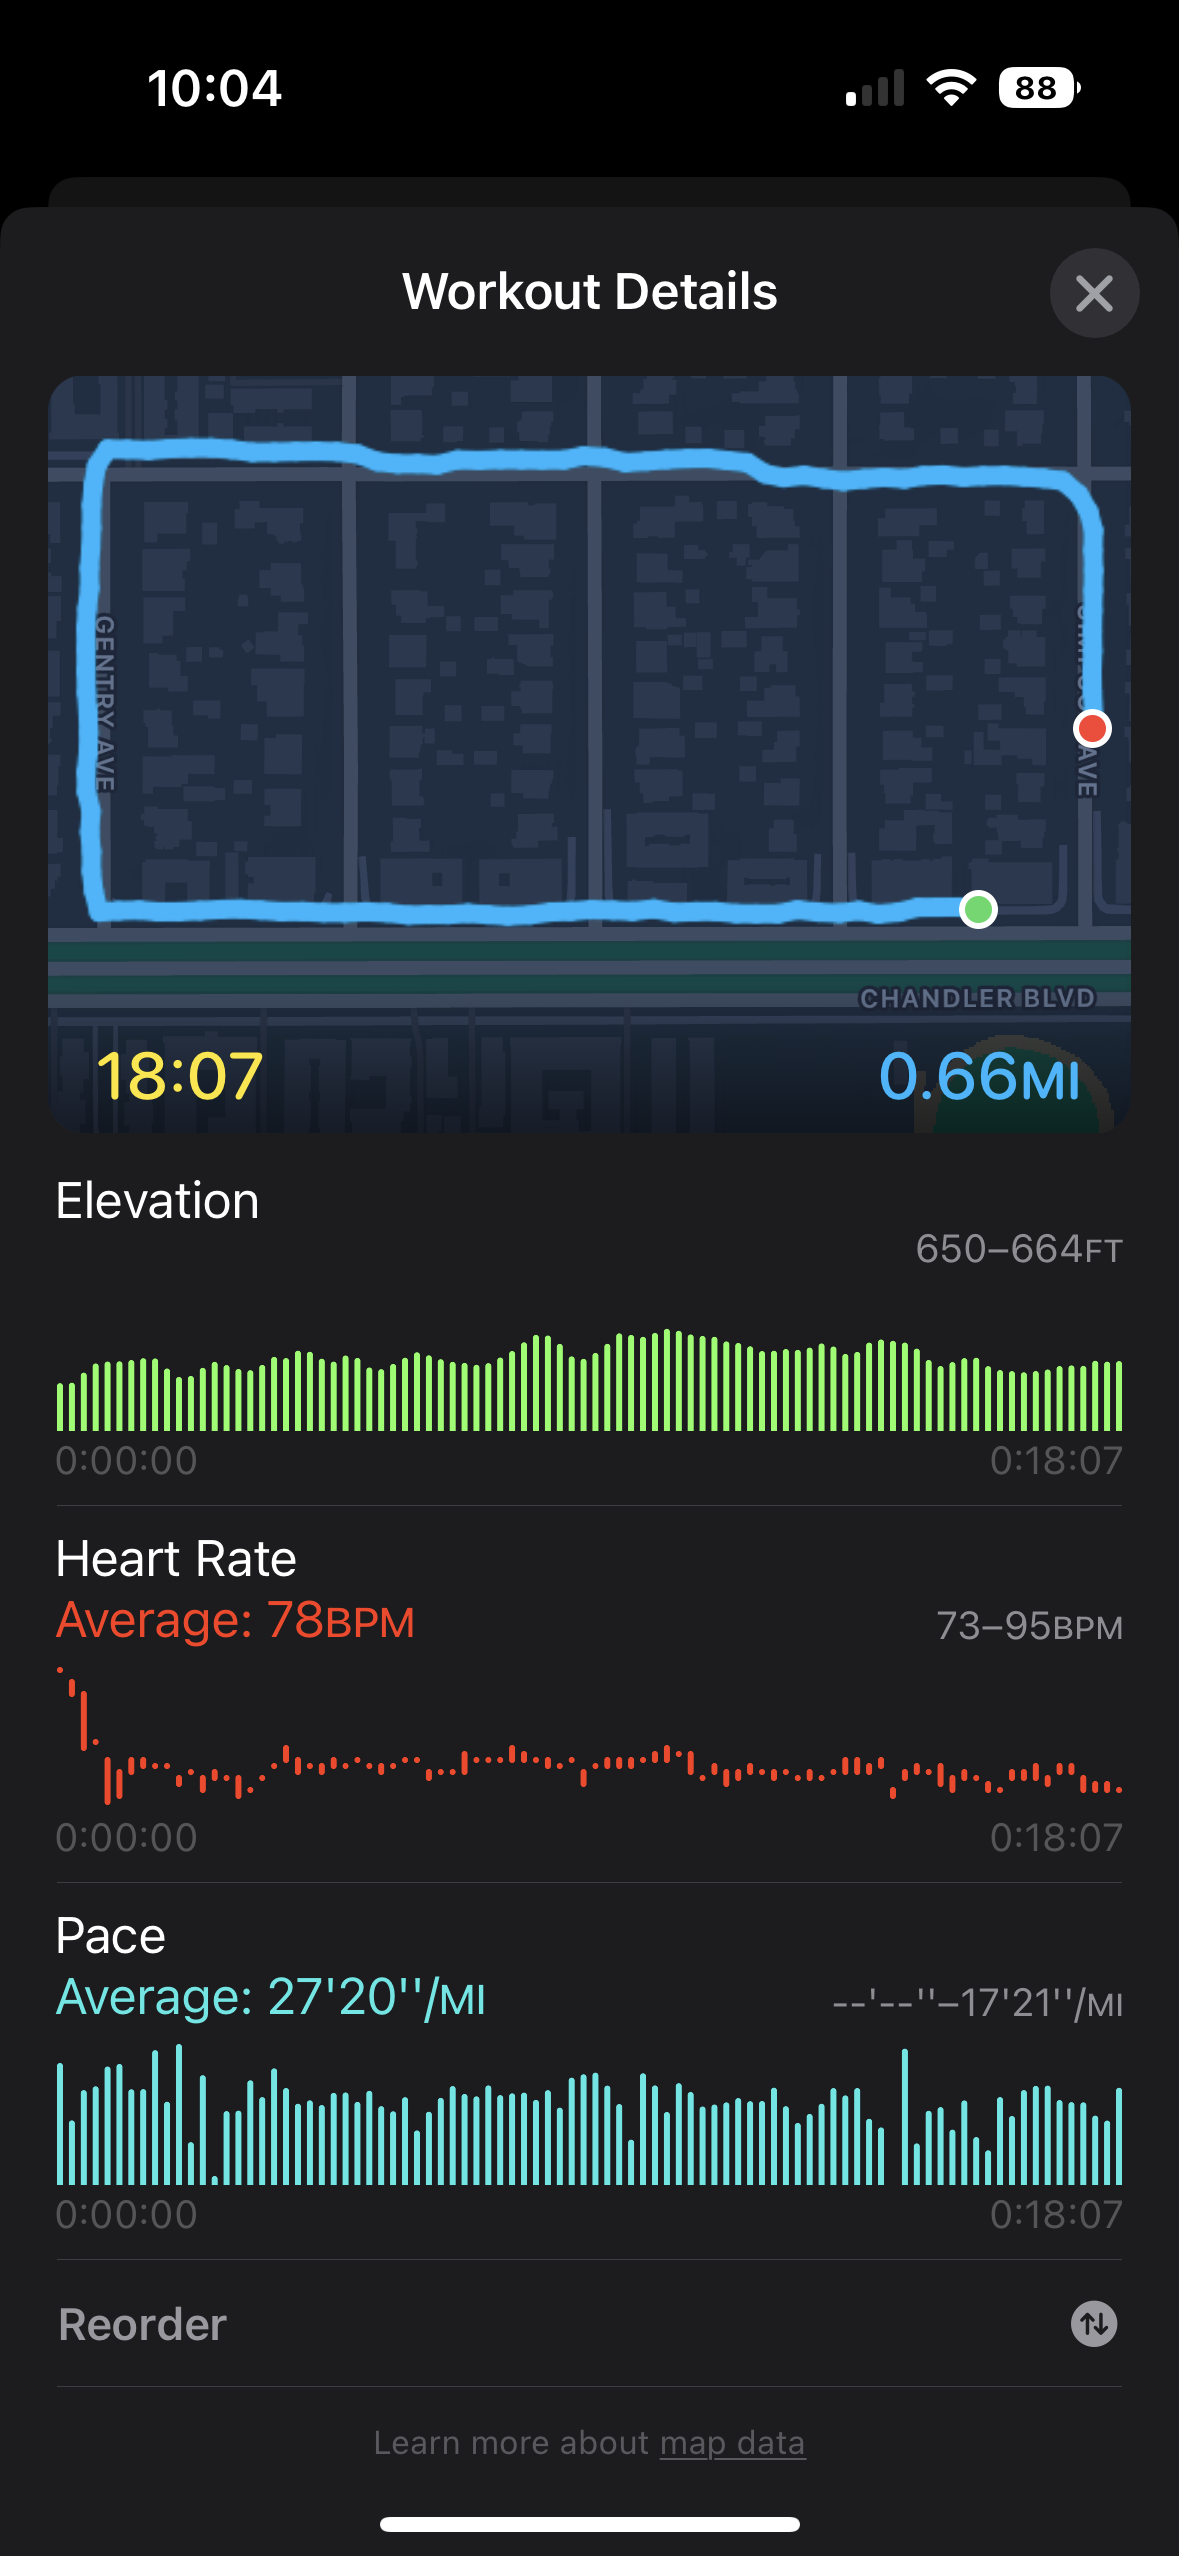 10:04
88
Workout Details
GENTRY AVE
AVE
CHANDLER BLVD
18:07
0.66MI
Elevation
650–664FT
0:00:00
0:18:07
Heart Rate
Average: 78BPM
73–95BPM
0:00:00
0:18:07
Pace
Average: 27'20''/MI
--'--''–17'21''/MI
0:00:00
0:18:07
Reorder
Learn more about map data